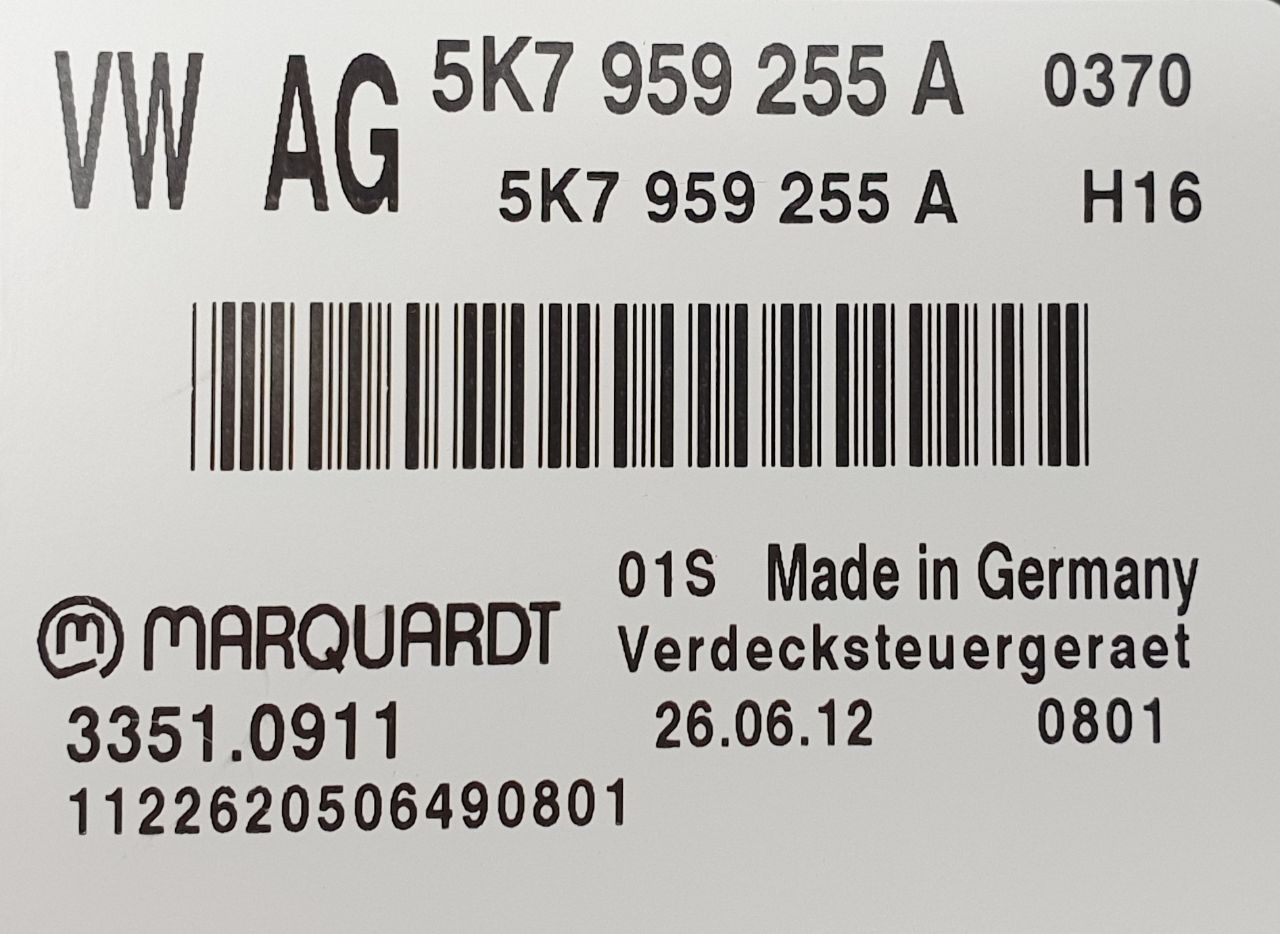 VW AG 5K7 959 255 A 0370
5K7 959 255 A H16
01S Made in Germany
MARQUARDT Verdecksteuergeraet
3351.0911 26.06.12 0801
1122620506490801